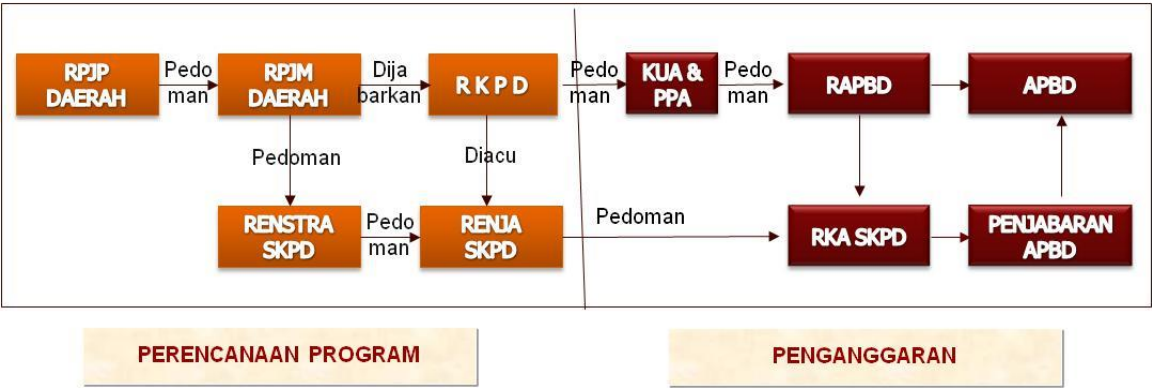 RPJP
DAERAH
Pedo
man
RPJM
DAERAH
Dija
barkan
R K P D
Pedo
man
KUA &
PPA
Pedo
man
RAPBD
APBD
Pedoman
Diacu
RENSTRA
SKPD
Pedo
man
RENJA
SKPD
Pedoman
RKA SKPD
PENJABARAN
APBD
PERENCANAAN PROGRAM
PENGANGGARAN